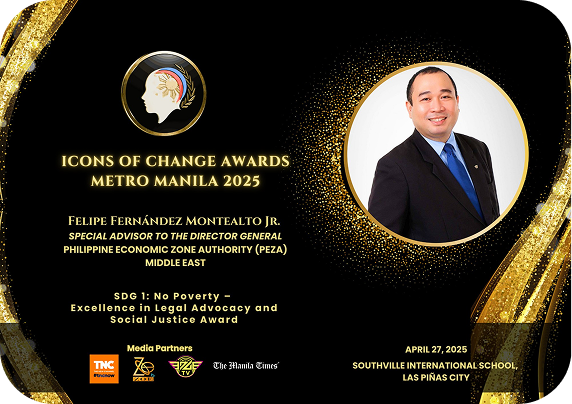 ICONS OF CHANGE AWARDS
METRO MANILA 2025
FELIPE FERNÁNDEZ MONTEALTO JR.
SPECIAL ADVISOR TO THE DIRECTOR GENERAL
PHILIPPINE ECONOMIC ZONE AUTHORITY (PEZA)
MIDDLE EAST
SDG 1: No Poverty –
Excellence in Legal Advocacy and
Social Justice Award
Media Partners
TNC
#tncnow
TV
The Manila Times
APRIL 27, 2025
SOUTHVILLE INTERNATIONAL SCHOOL,
LAS PIÑAS CITY